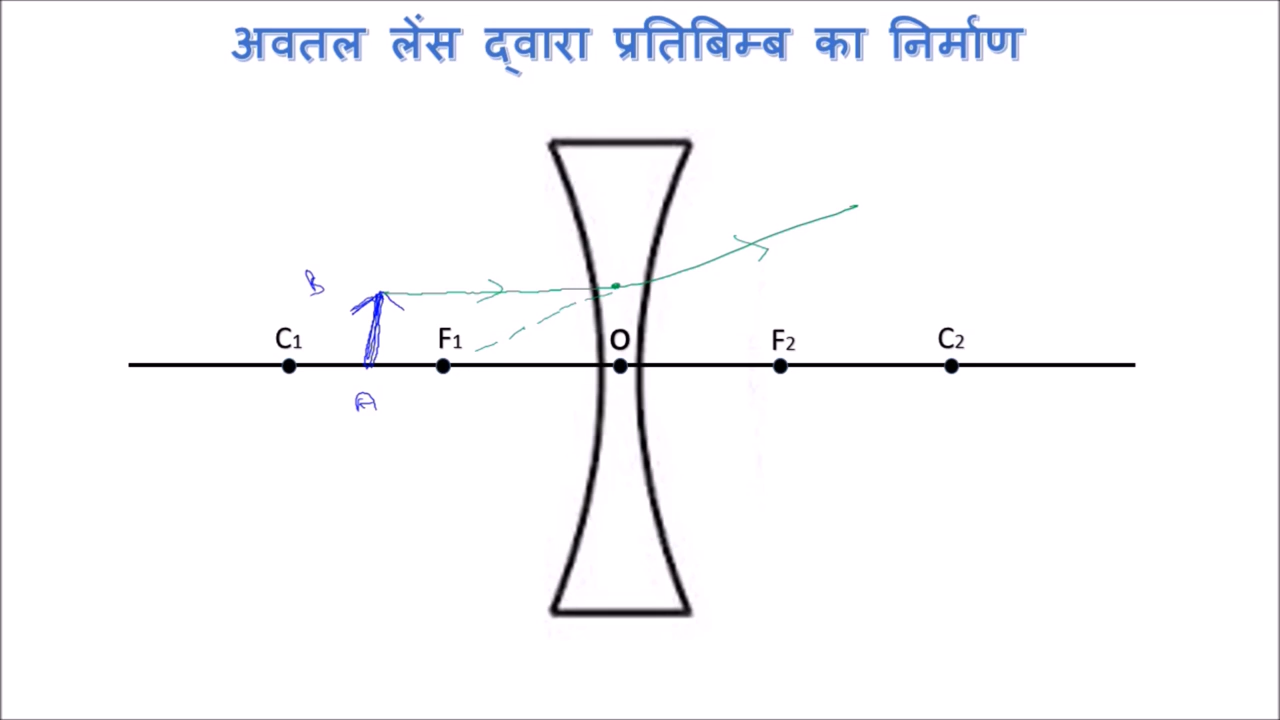 अवतल लेंस द्वारा प्रतिबिम्ब का निर्माण
B
C1 F1 O F2 C2
A